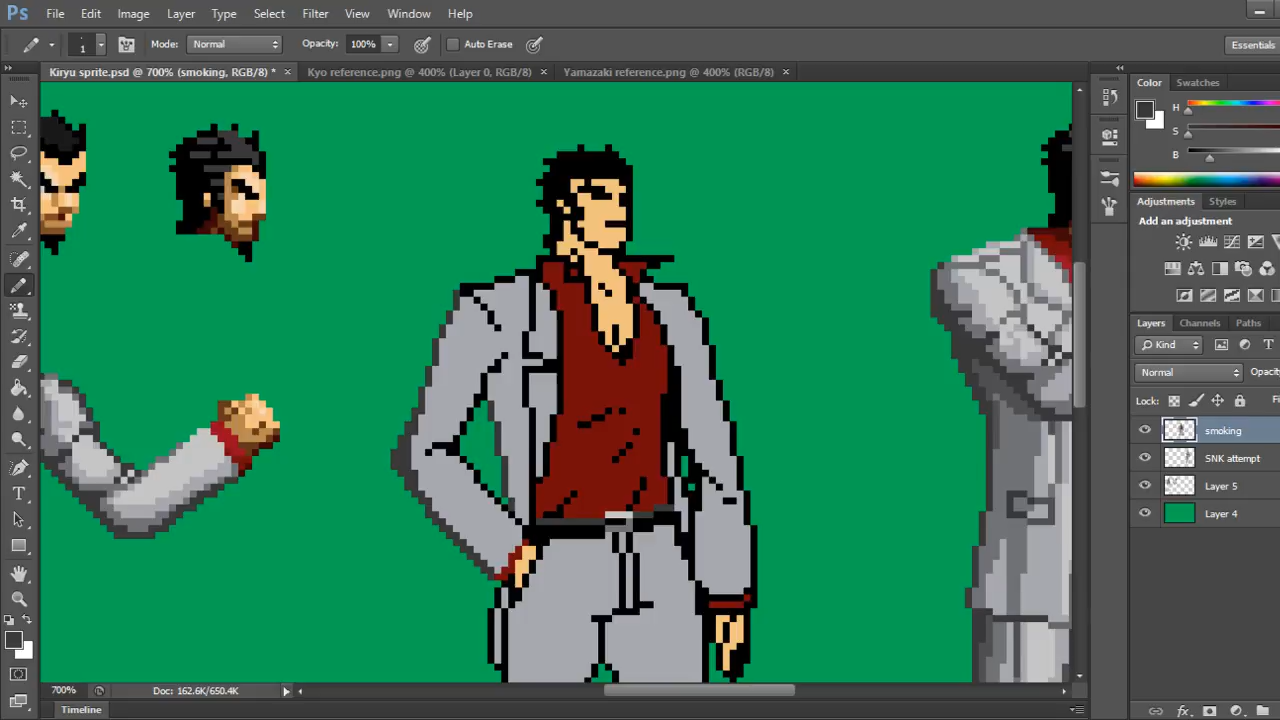 Ps File Edit Image Layer Type Select Filter View Window Help
1 Mode: Normal Opacity: 100% Auto Erase Essentials
Kiryu sprite.psd @ 700% (smoking, RGB/8) * × Kyo reference.png @ 400% (Layer 0, RGB/8) × Yamazaki reference.png @ 400% (RGB/8) ×
Color Swatches
H
S
B
Adjustments Styles
Add an adjustment
Layers Channels Paths
Kind
Normal Opacity
Lock:
smoking
SNK attempt
Layer 5
Layer 4
700% Doc: 162.6K/650.4K
Timeline